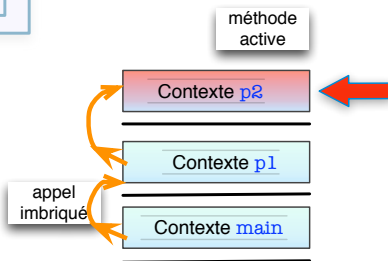 méthode
active
Contexte p2
Contexte p1
appel
imbriqué
Contexte main